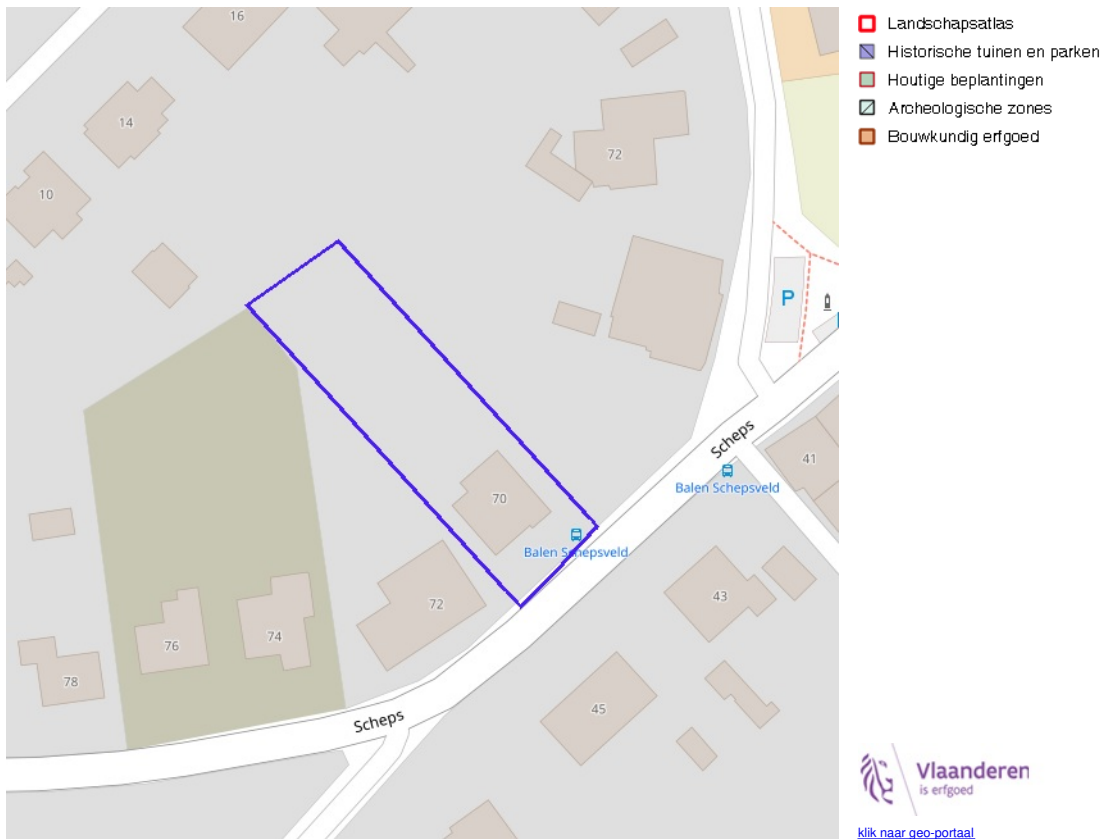 16
14
10
72
P
Scheps
41
Balen Schepsveld
70
Balen Schepsveld
72
43
76
74
78
45
Scheps
Landschapsatlas
Historische tuinen en parken
Houtige beplantingen
Archeologische zones
Bouwkundig erfgoed
Vlaanderen
is erfgoed
klik naar geo-portaal